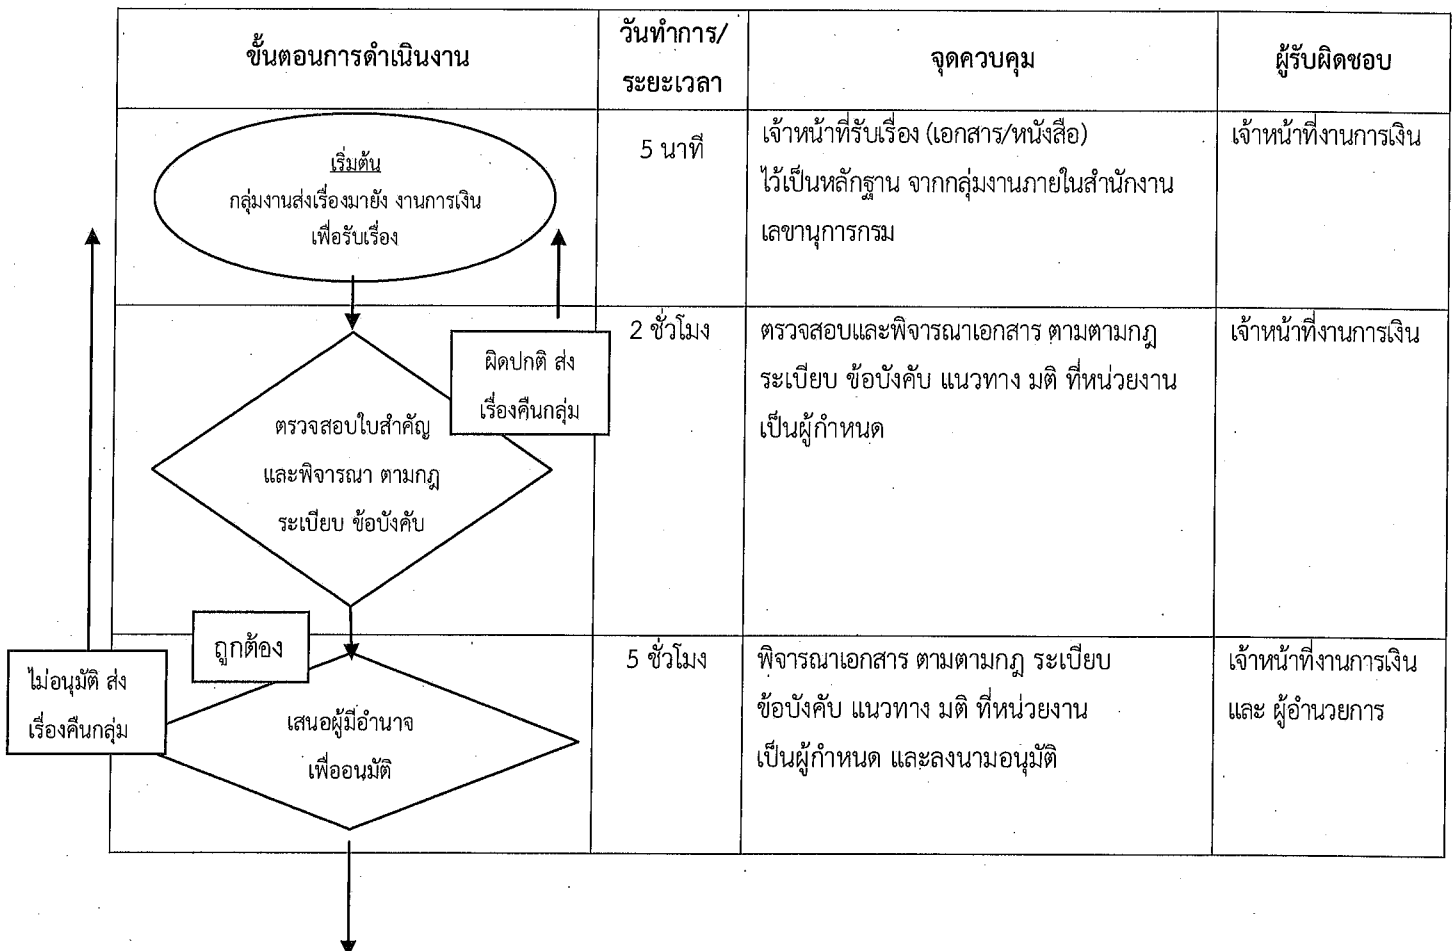 ขั้นตอนการดำเนินงาน
วันทำการ/
ระยะเวลา
จุดควบคุม
ผู้รับผิดชอบ
เริ่มต้น
กลุ่มงานส่งเรื่องมายัง งานการเงิน
เพื่อรับเรื่อง
5 นาที
เจ้าหน้าที่รับเรื่อง (เอกสาร/หนังสือ)
ไว้เป็นหลักฐาน จากกลุ่มงานภายในสำนักงาน
เลขานุการกรม
เจ้าหน้าที่งานการเงิน
ผิดปกติ ส่ง
เรื่องคืนกลุ่ม
ตรวจสอบใบสำคัญ
และพิจารณา ตามกฎ
ระเบียบ ข้อบังคับ
2 ชั่วโมง
ตรวจสอบและพิจารณาเอกสาร ตามตามกฎ
ระเบียบ ข้อบังคับ แนวทาง มติ ที่หน่วยงาน
เป็นผู้กำหนด
เจ้าหน้าที่งานการเงิน
ถูกต้อง
ไม่อนุมัติ ส่ง
เรื่องคืนกลุ่ม
เสนอผู้มีอำนาจ
เพื่ออนุมัติ
5 ชั่วโมง
พิจารณาเอกสาร ตามตามกฎ ระเบียบ
ข้อบังคับ แนวทาง มติ ที่หน่วยงาน
เป็นผู้กำหนด และลงนามอนุมัติ
เจ้าหน้าที่งานการเงิน
และ ผู้อำนวยการ